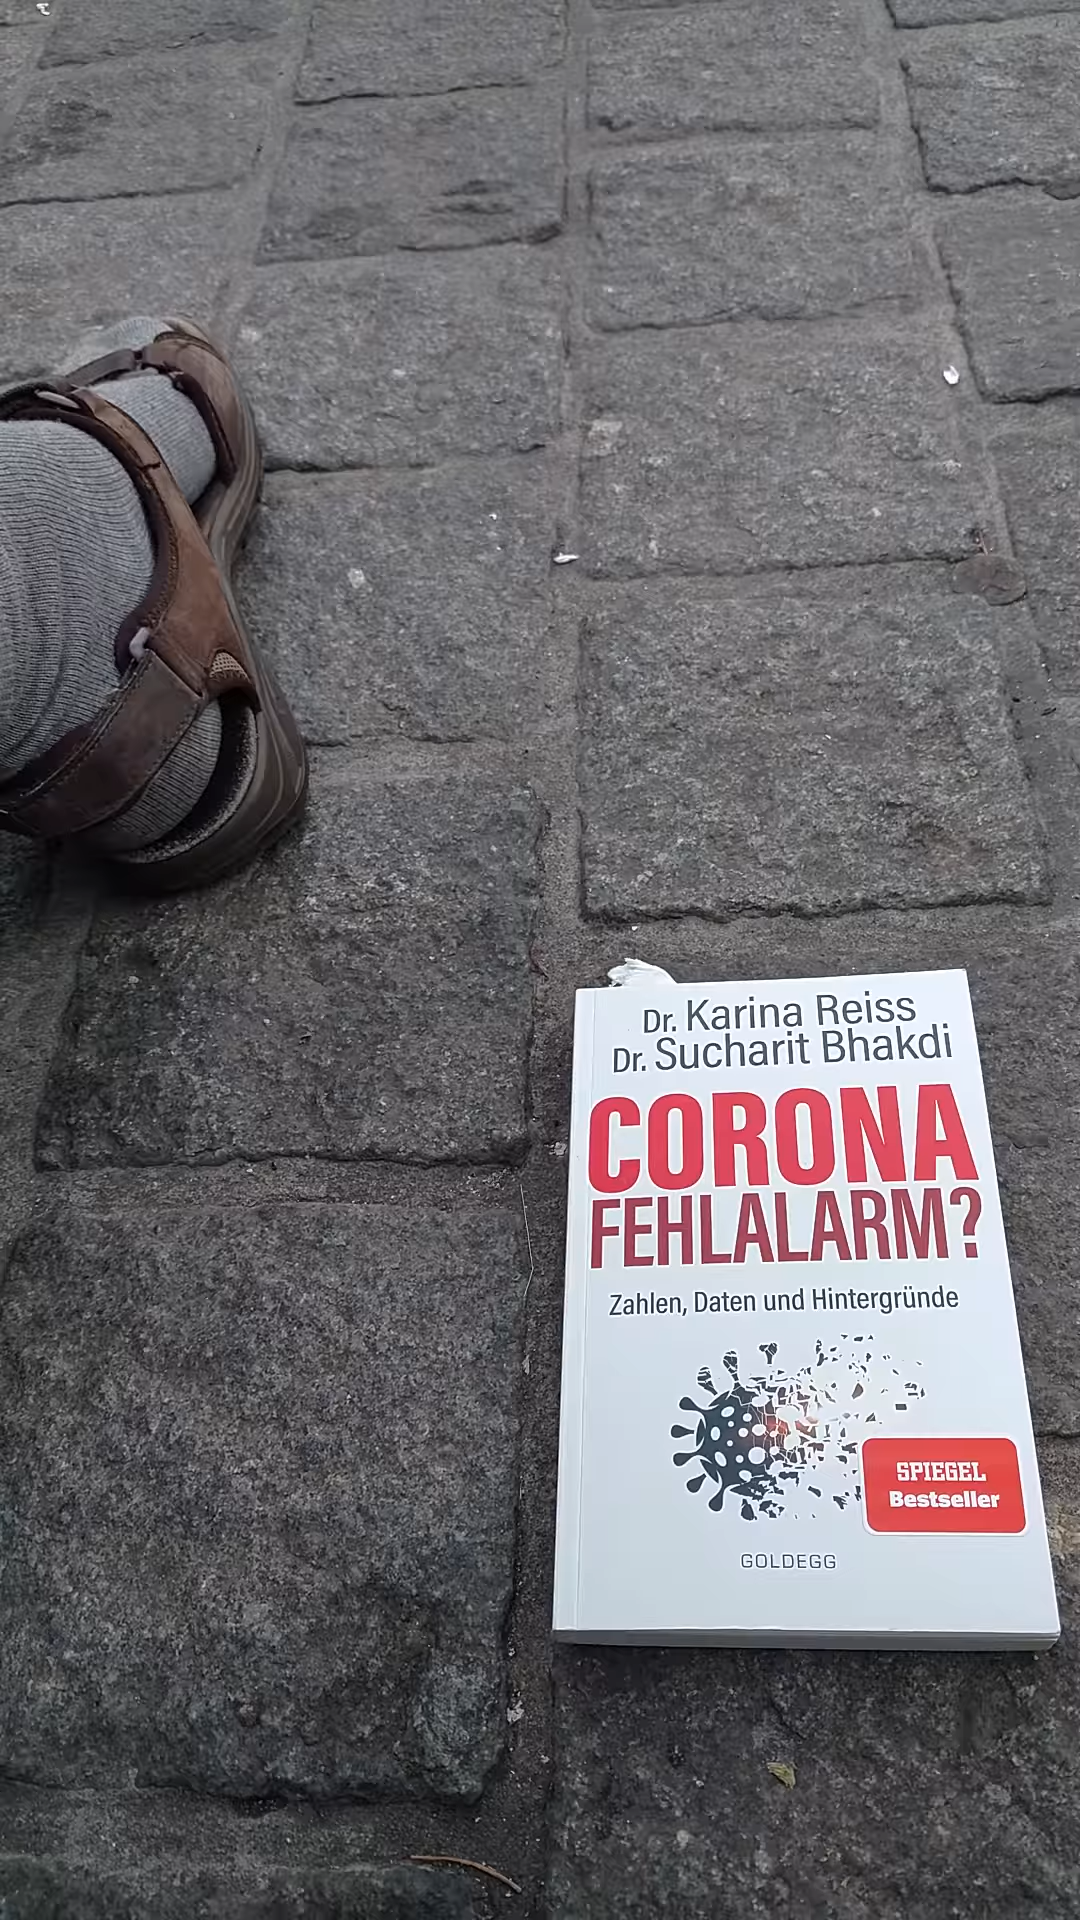 Dr. Karina Reiss
Dr. Sucharit Bhakdi
CORONA
FEHLALARM?
Zahlen, Daten und Hintergründe
SPIEGEL
Bestseller
GOLDEGG